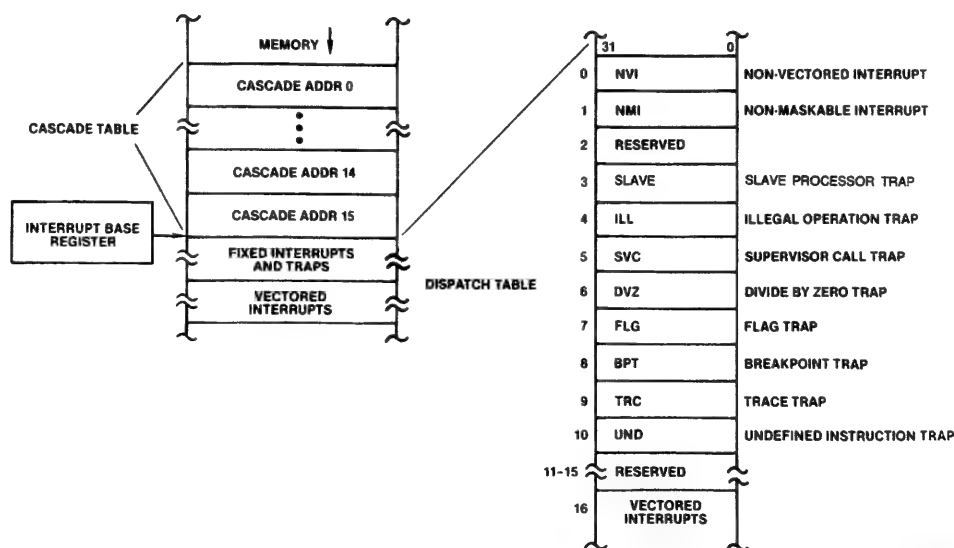 MEMORY
CASCADE ADDR 0
CASCADE TABLE
CASCADE ADDR 14
CASCADE ADDR 15
INTERRUPT BASE
REGISTER
FIXED INTERRUPTS
AND TRAPS
VECTORED
INTERRUPTS
DISPATCH TABLE
31 0
0 NVI NON-VECTORED INTERRUPT
1 NMI NON-MASKABLE INTERRUPT
2 RESERVED
3 SLAVE SLAVE PROCESSOR TRAP
4 ILL ILLEGAL OPERATION TRAP
5 SVC SUPERVISOR CALL TRAP
6 DVZ DIVIDE BY ZERO TRAP
7 FLG FLAG TRAP
8 BPT BREAKPOINT TRAP
9 TRC TRACE TRAP
10 UND UNDEFINED INSTRUCTION TRAP
11-15 RESERVED
16 VECTORED
INTERRUPTS